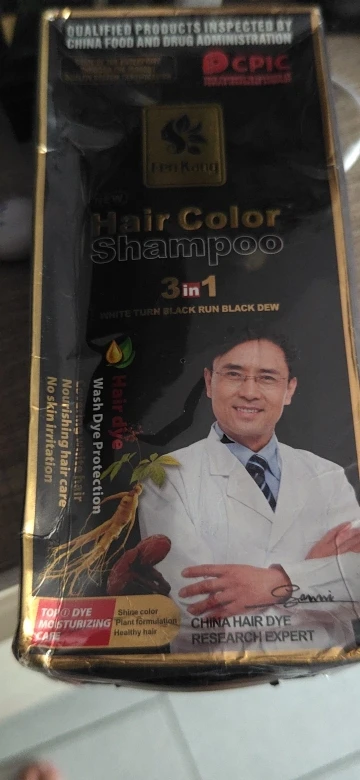 QUALIFIED PRODUCTS INSPECTED BY
CHINA FOOD AND DRUG ADMINISTRATION
CPIC
Hair Color
Shampoo
3in1
WHITE TURN BLACK RUN BLACK DEW
Hair dye
Wash Dye Protection
white hair
Nourishing hair care
No skin irritation
DYE
MOISTURIZING
CARE
Shine color
Plant formulation
Healthy hair
CHINA HAIR DYE
RESEARCH EXPERT